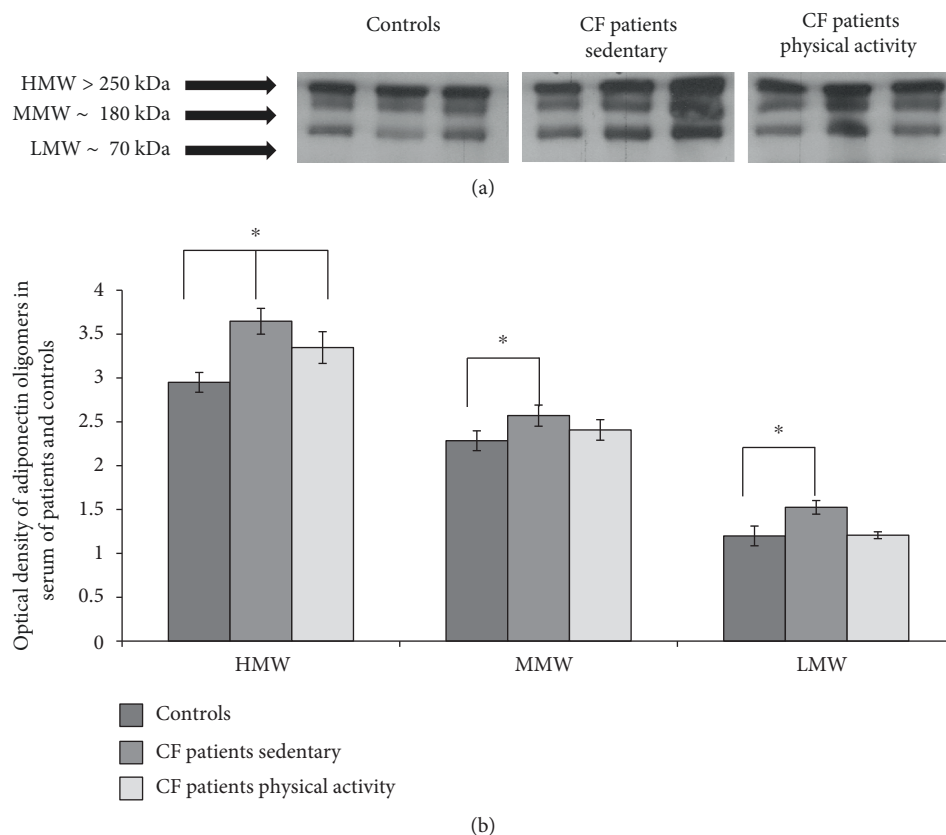 Controls
CF patients
sedentary
CF patients
physical activity
HMW > 250 kDa
MMW ~ 180 kDa
LMW ~ 70 kDa
(a)
Optical density of adiponectin oligomers in
serum of patients and controls
4
3.5
3
2.5
2
1.5
1
0.5
0
*
*
*
HMW
MMW
LMW
Controls
CF patients sedentary
CF patients physical activity
(b)